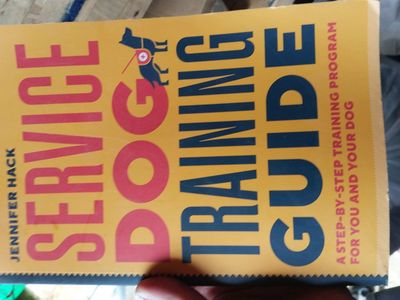 JENNIFER HACK
SERVICE
DOG
TRAINING
GUIDE
A STEP-BY-STEP TRAINING PROGRAM
FOR YOU AND YOUR DOG